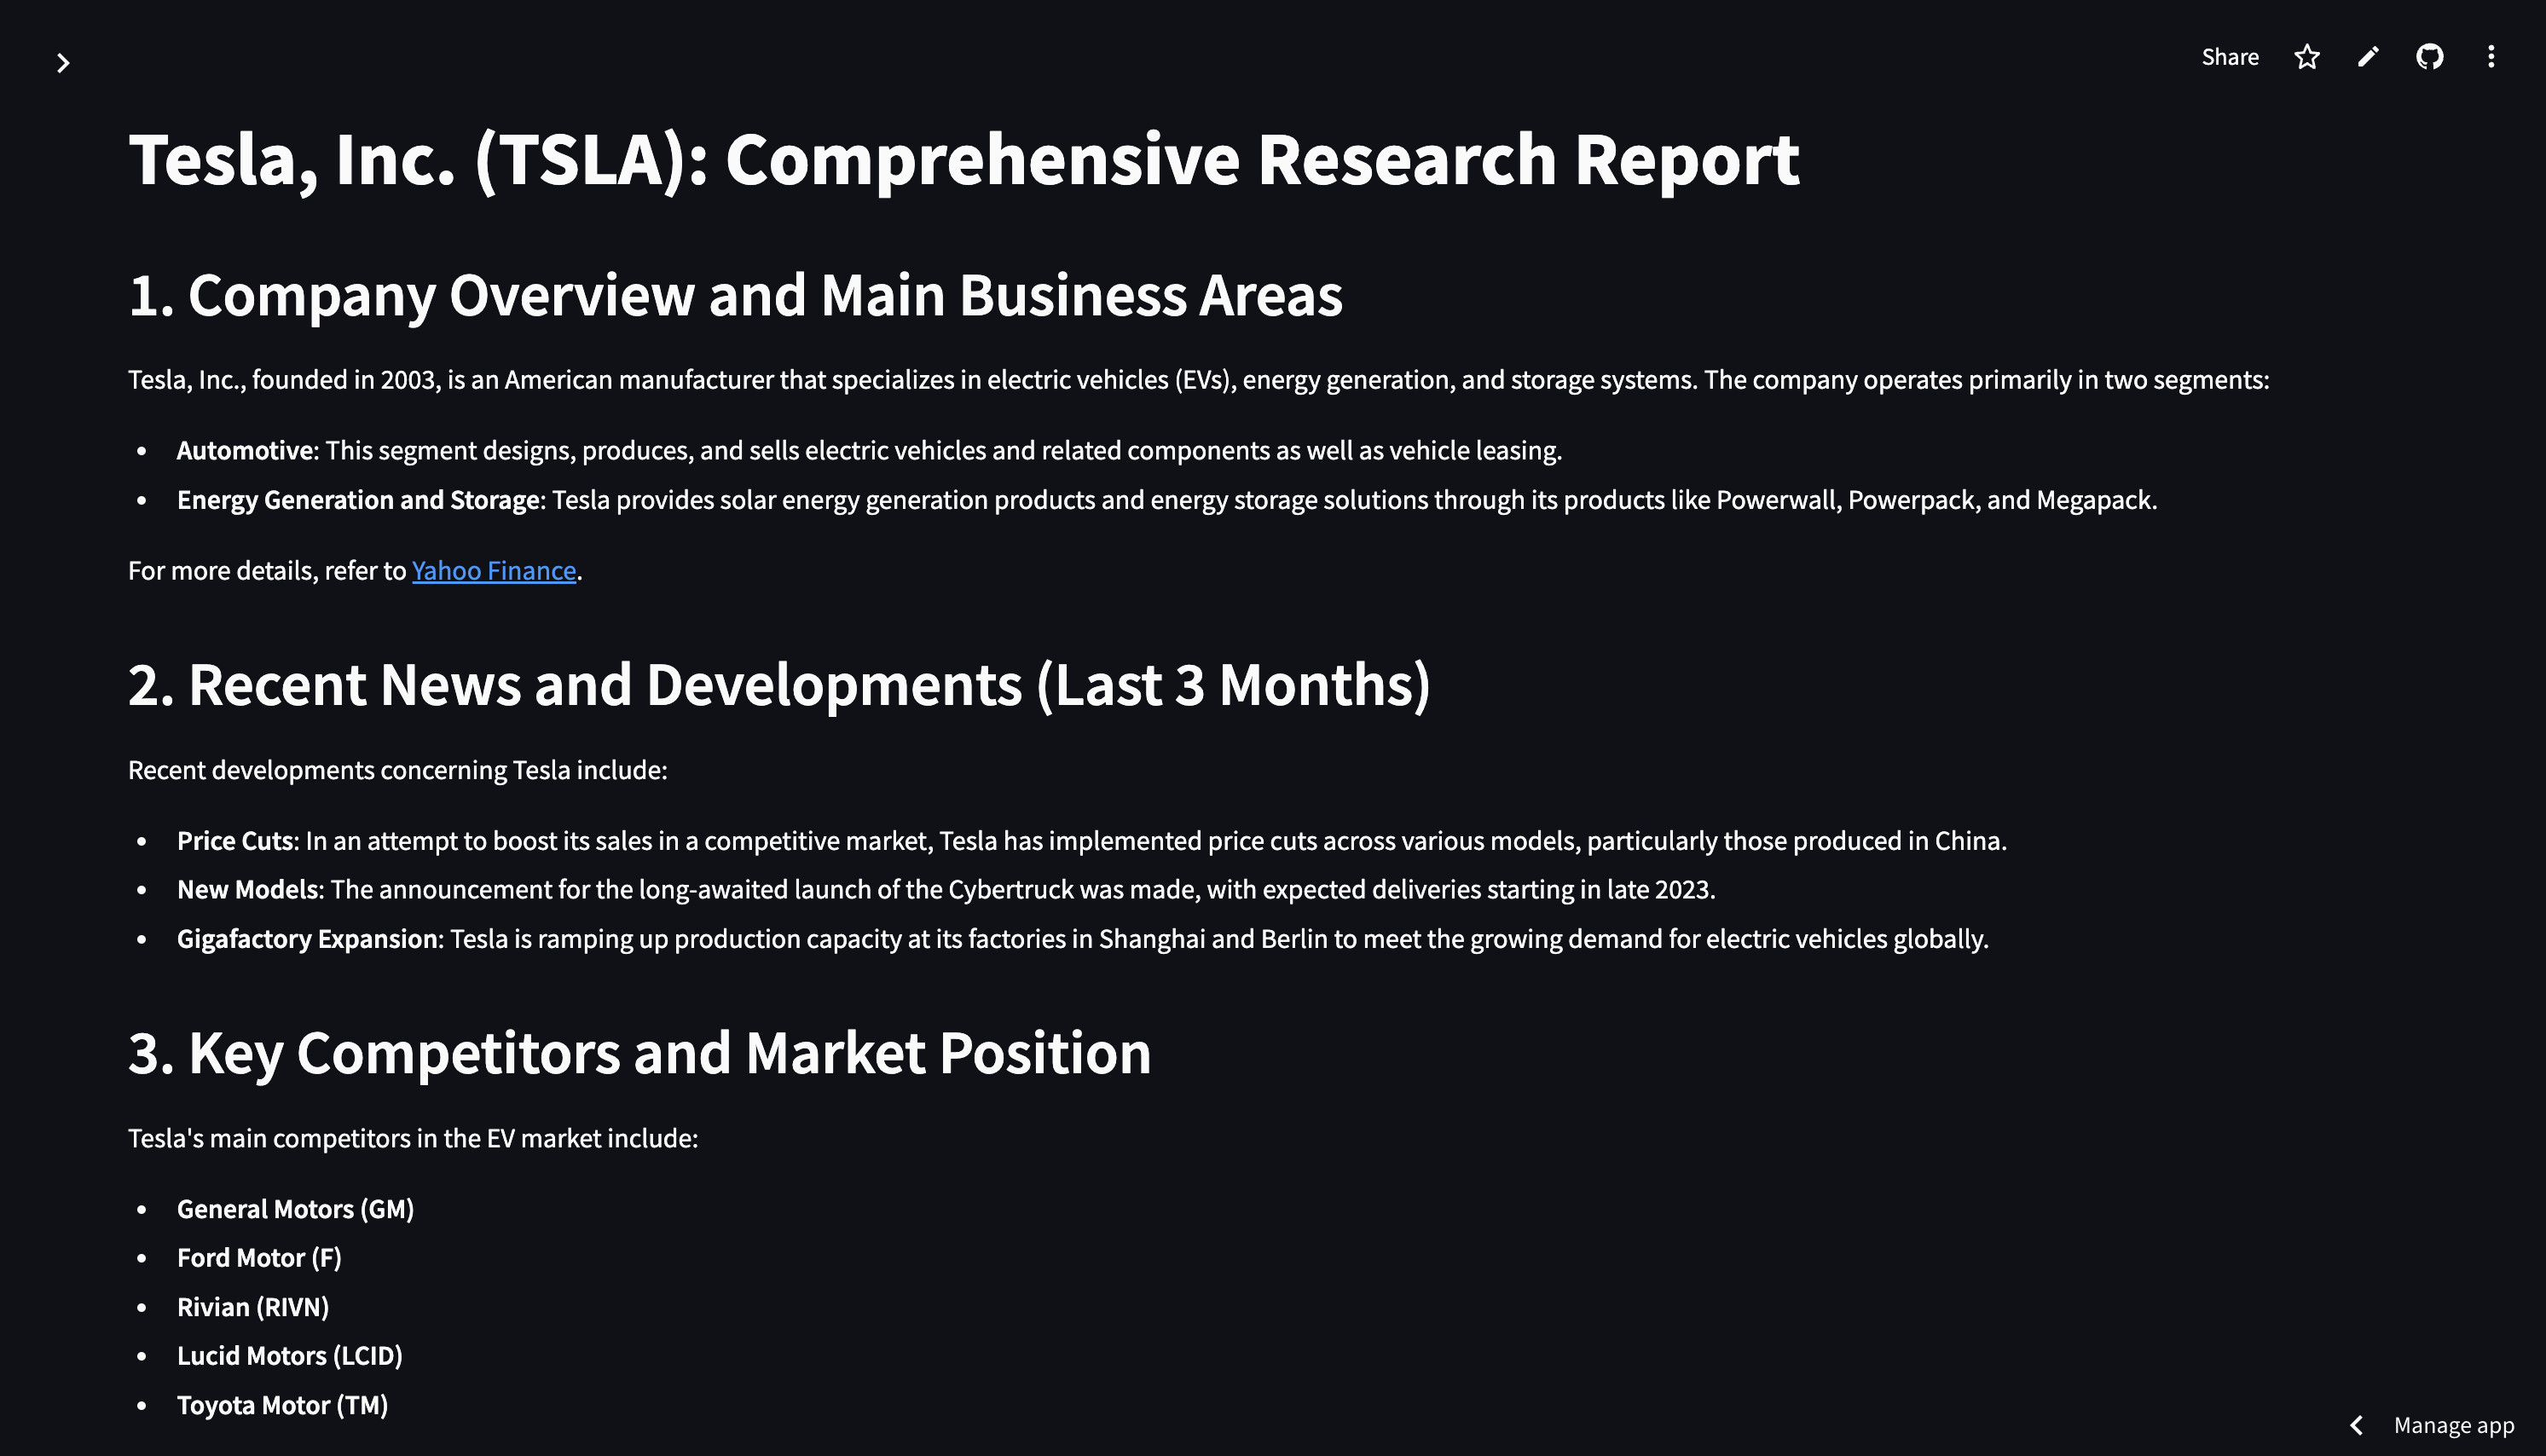 Share
Tesla, Inc. (TSLA): Comprehensive Research Report
1. Company Overview and Main Business Areas
Tesla, Inc., founded in 2003, is an American manufacturer that specializes in electric vehicles (EVs), energy generation, and storage systems. The company operates primarily in two segments:
• Automotive: This segment designs, produces, and sells electric vehicles and related components as well as vehicle leasing.
• Energy Generation and Storage: Tesla provides solar energy generation products and energy storage solutions through its products like Powerwall, Powerpack, and Megapack.
For more details, refer to Yahoo Finance.
2. Recent News and Developments (Last 3 Months)
Recent developments concerning Tesla include:
• Price Cuts: In an attempt to boost its sales in a competitive market, Tesla has implemented price cuts across various models, particularly those produced in China.
• New Models: The announcement for the long-awaited launch of the Cybertruck was made, with expected deliveries starting in late 2023.
• Gigafactory Expansion: Tesla is ramping up production capacity at its factories in Shanghai and Berlin to meet the growing demand for electric vehicles globally.
3. Key Competitors and Market Position
Tesla's main competitors in the EV market include:
• General Motors (GM)
• Ford Motor (F)
• Rivian (RIVN)
• Lucid Motors (LCID)
• Toyota Motor (TM)
Manage app